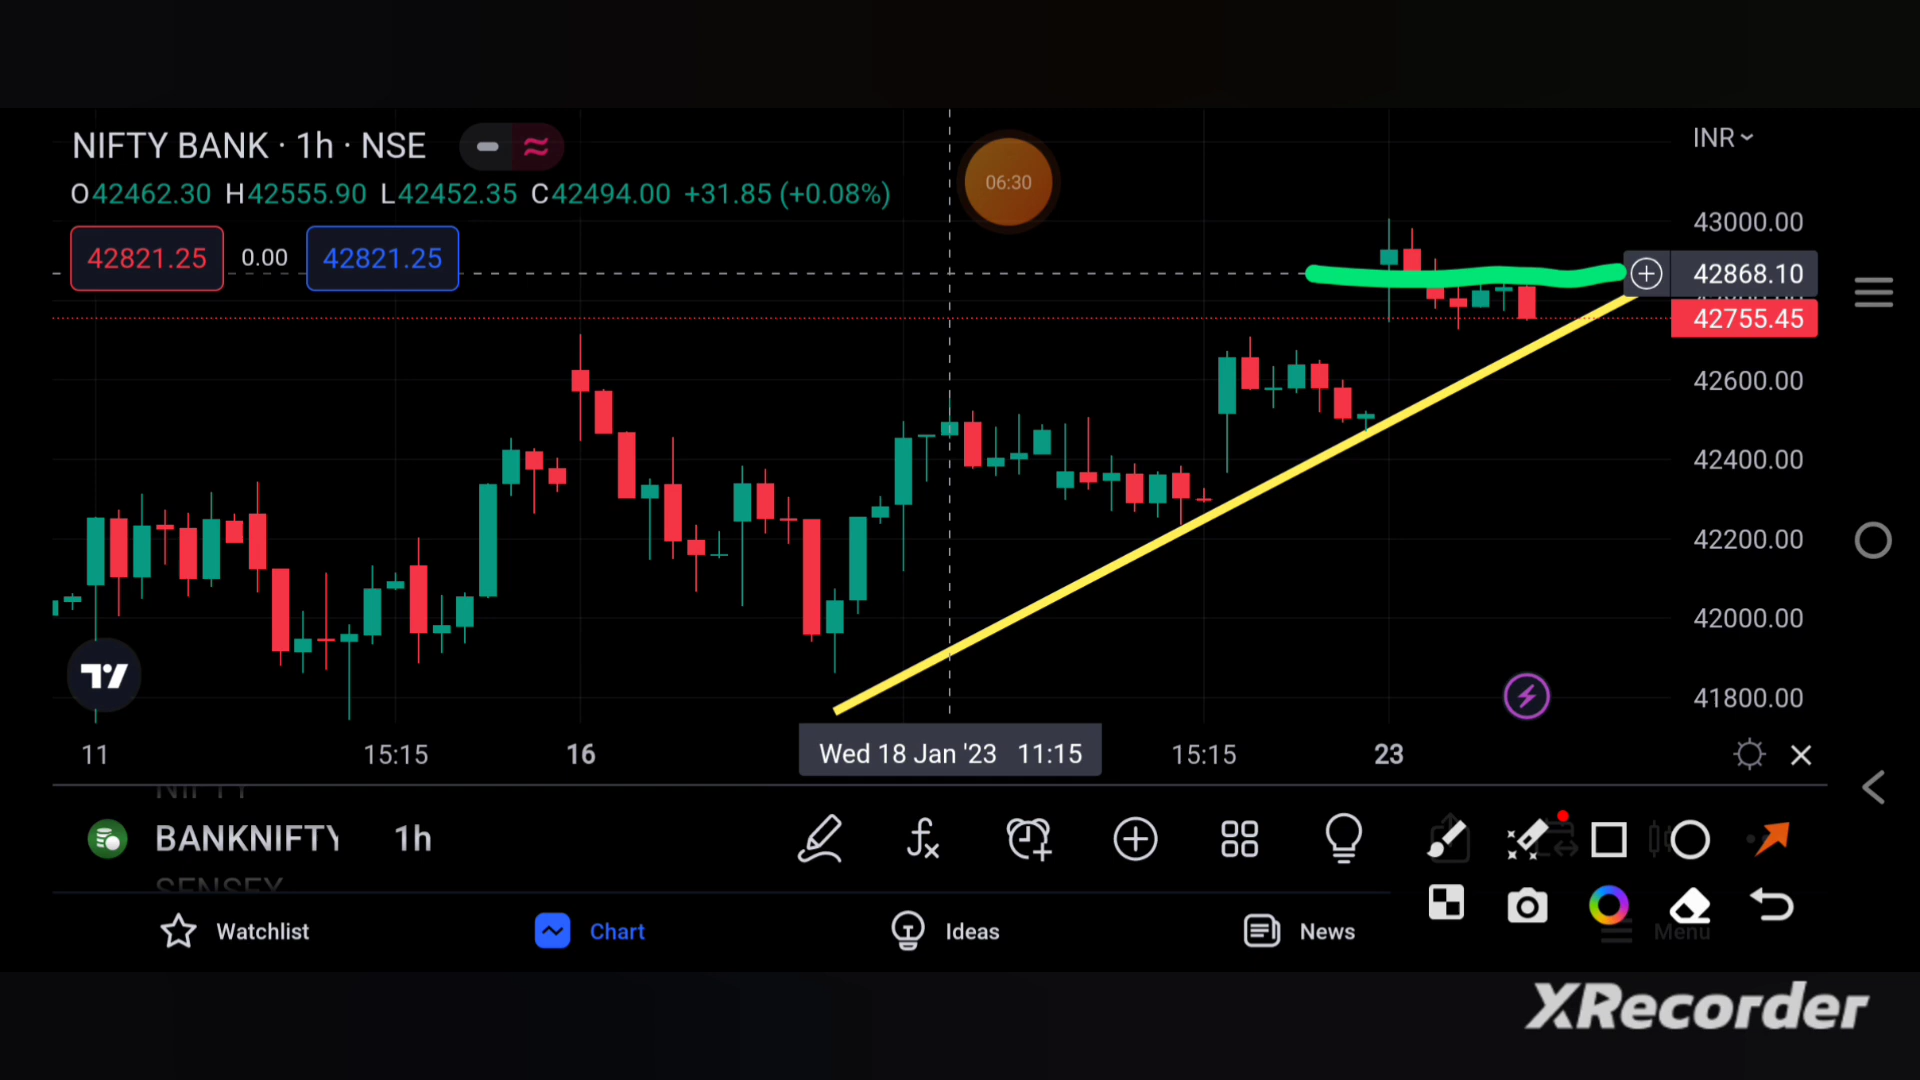 NIFTY BANK · 1h · NSE
O42462.30 H42555.90 L42452.35 C42494.00 +31.85 (+0.08%)
42821.25 0.00 42821.25
06:30
INR
43000.00
42868.10
42755.45
42600.00
42400.00
42200.00
42000.00
41800.00
11 15:15 16 Wed 18 Jan '23 11:15 15:15 23
NIFTY
BANKNIFTY 1h
SENSEX
Watchlist Chart Ideas News Menu
XRecorder